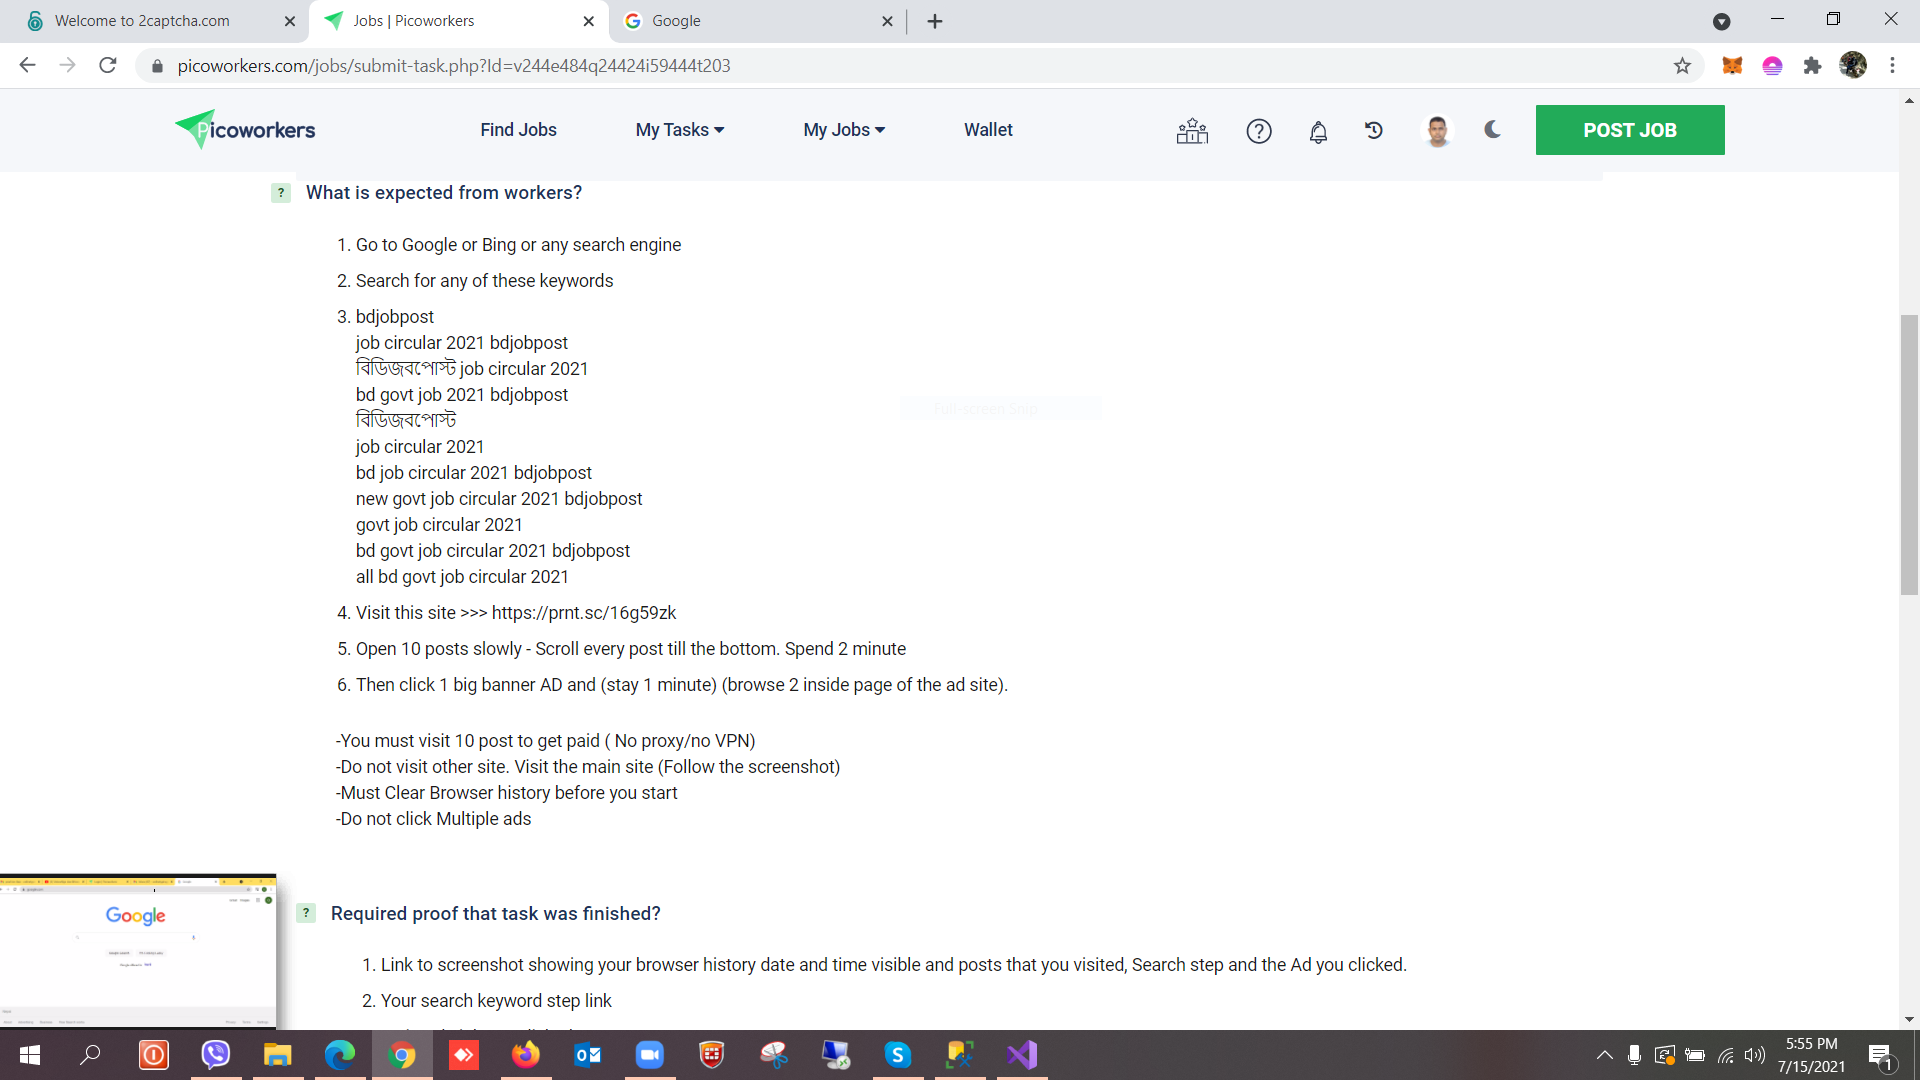 Welcome to 2captcha.com
Jobs | Picoworkers
Google
picoworkers.com/jobs/submit-task.php?Id=v244e484q24424i59444t203
Picoworkers
Find Jobs
My Tasks
My Jobs
Wallet
POST JOB
What is expected from workers?
1. Go to Google or Bing or any search engine
2. Search for any of these keywords
3. bdjobpost
job circular 2021 bdjobpost
বিডিজবপোস্ট job circular 2021
bd govt job 2021 bdjobpost
বিডিজবপোস্ট
job circular 2021
bd job circular 2021 bdjobpost
new govt job circular 2021 bdjobpost
govt job circular 2021
bd govt job circular 2021 bdjobpost
all bd govt job circular 2021
4. Visit this site >>> https://prnt.sc/16g59zk
5. Open 10 posts slowly - Scroll every post till the bottom. Spend 2 minute
6. Then click 1 big banner AD and (stay 1 minute) (browse 2 inside page of the ad site).
-You must visit 10 post to get paid ( No proxy/no VPN)
-Do not visit other site. Visit the main site (Follow the screenshot)
-Must Clear Browser history before you start
-Do not click Multiple ads
Full-screen Snip
Google
Required proof that task was finished?
1. Link to screenshot showing your browser history date and time visible and posts that you visited, Search step and the Ad you clicked.
2. Your search keyword step link
5:55 PM
7/15/2021
1